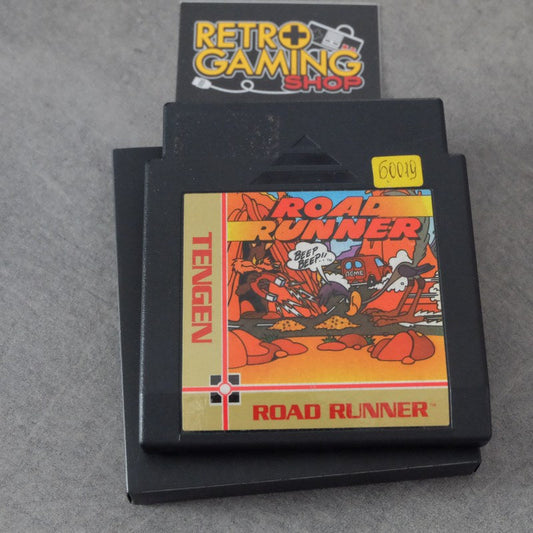 RETRO
GAMING
SHOP
60019
ROAD
RUNNER
BEEP
BEEP!!
ACME
TENGEN
ROAD RUNNER™